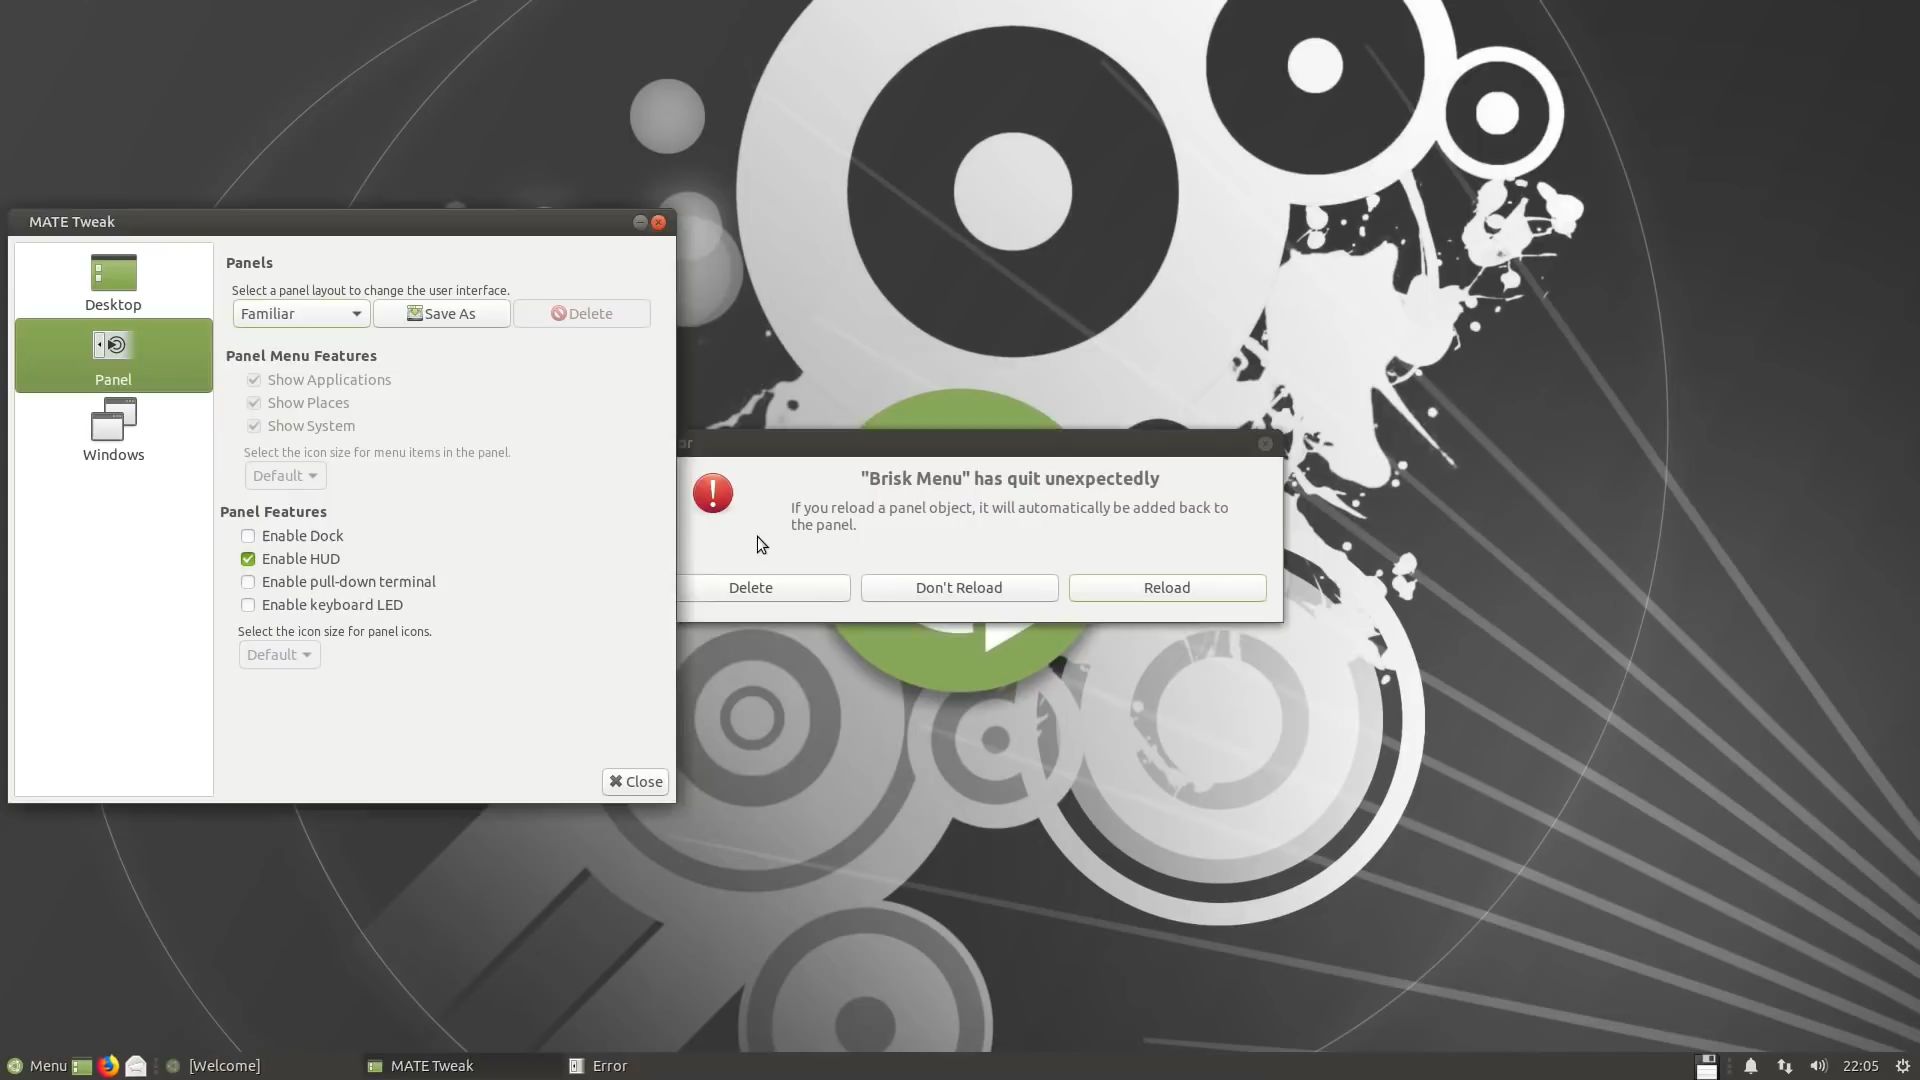 MATE Tweak
Desktop
Panel
Windows
Panels
Select a panel layout to change the user interface.
Familiar
Save As
Delete
Panel Menu Features
Show Applications
Show Places
Show System
Select the icon size for menu items in the panel.
Default
Panel Features
Enable Dock
Enable HUD
Enable pull-down terminal
Enable keyboard LED
Select the icon size for panel icons.
Default
Close
or
"Brisk Menu" has quit unexpectedly
If you reload a panel object, it will automatically be added back to
the panel.
Delete
Don't Reload
Reload
Menu
[Welcome]
MATE Tweak
Error
22:05